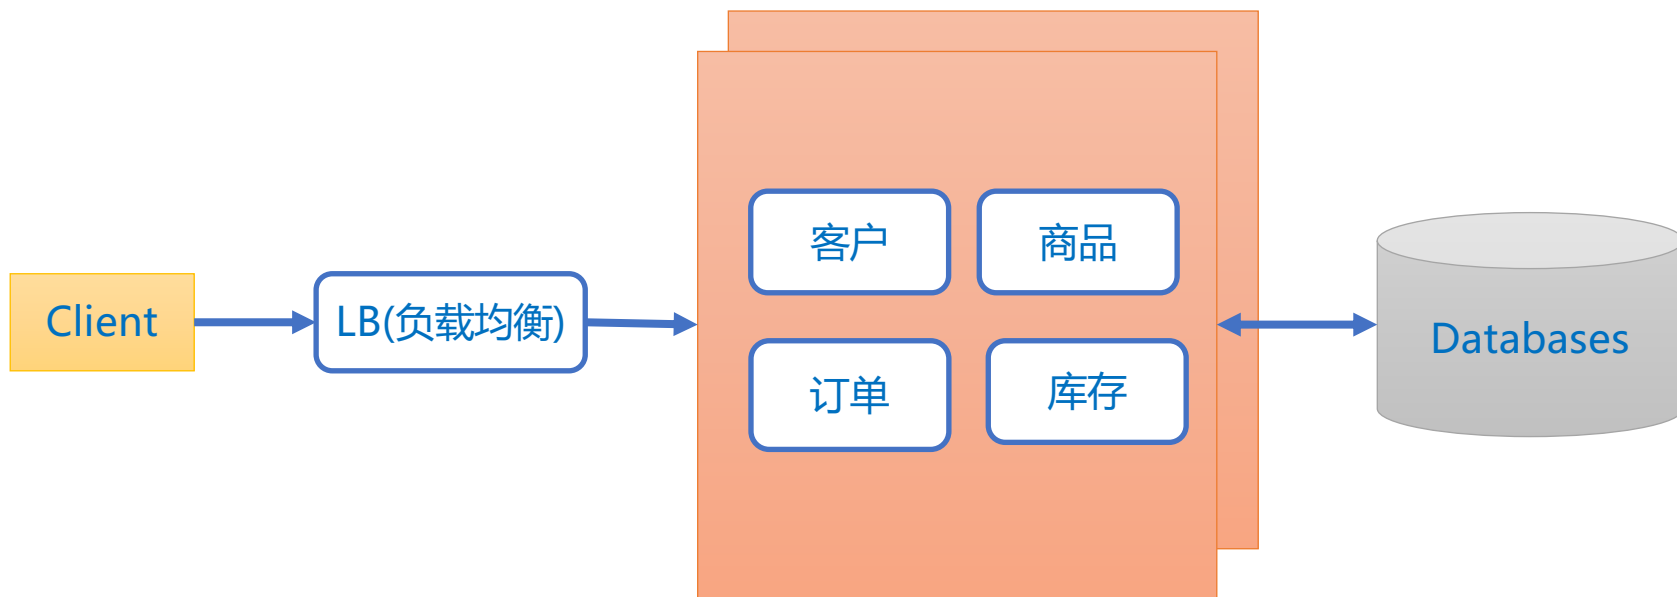 Client
LB(负载均衡)
客户
商品
订单
库存
Databases